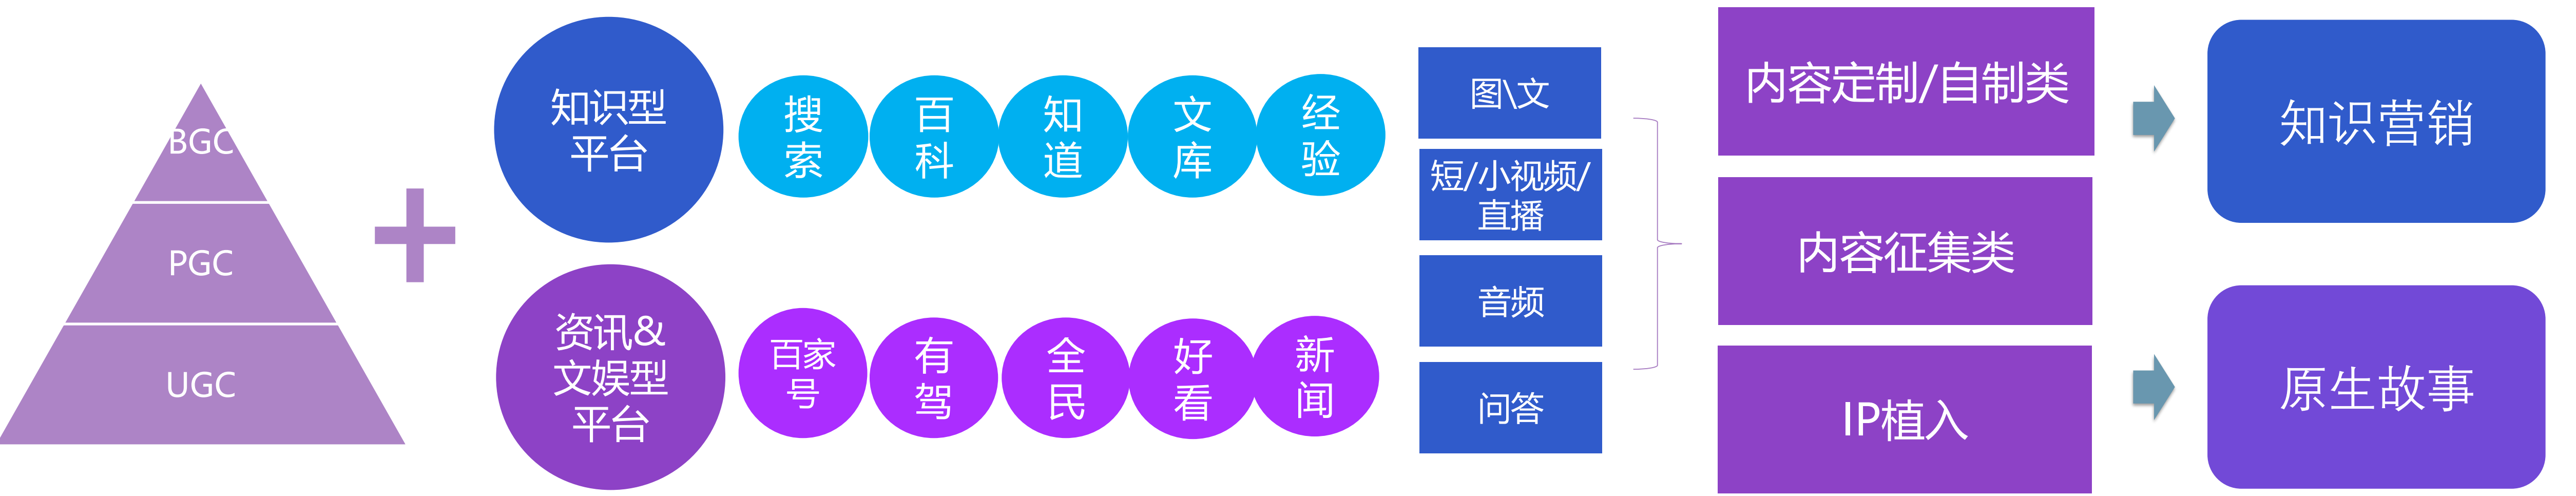 BGC
PGC
UGC
知识型
平台
搜
索
百
科
知
道
文
库
经
验
资讯&
文娱型
平台
百家
号
有
驾
全
民
好
看
新
闻
图\文
短/小视频/
直播
音频
问答
内容定制/自制类
内容征集类
IP植入
知识营销
原生故事